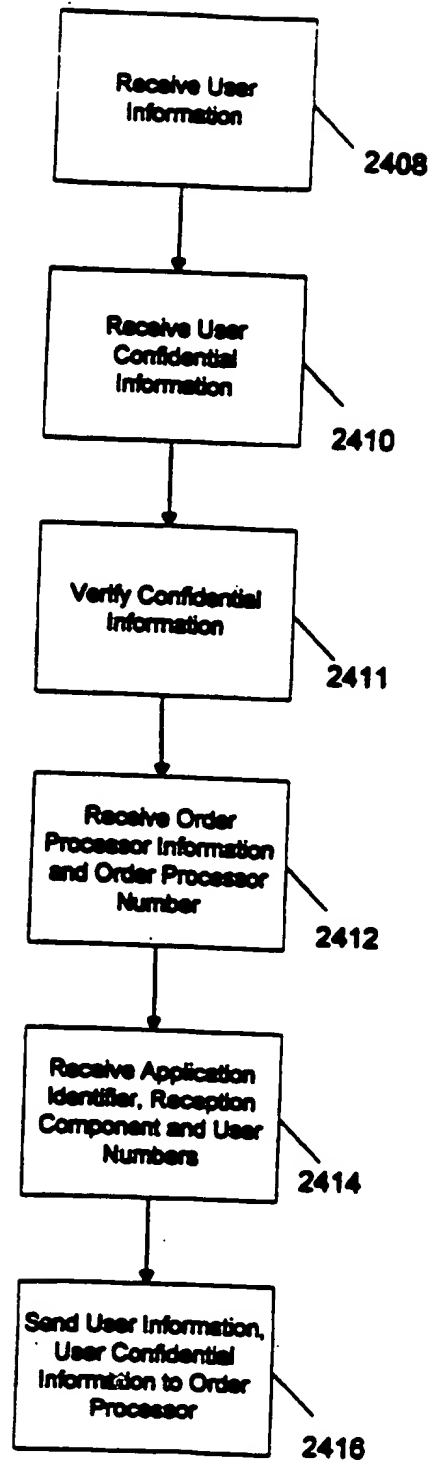 Receive User
Information
2408
Receive User
Confidential
Information
2410
Verify Confidential
Information
2411
Receive Order
Processor Information
and Order Processor
Number
2412
Receive Application
Identifier, Reception
Component and User
Numbers
2414
Send User Information,
User Confidential
Information to Order
Processor
2416